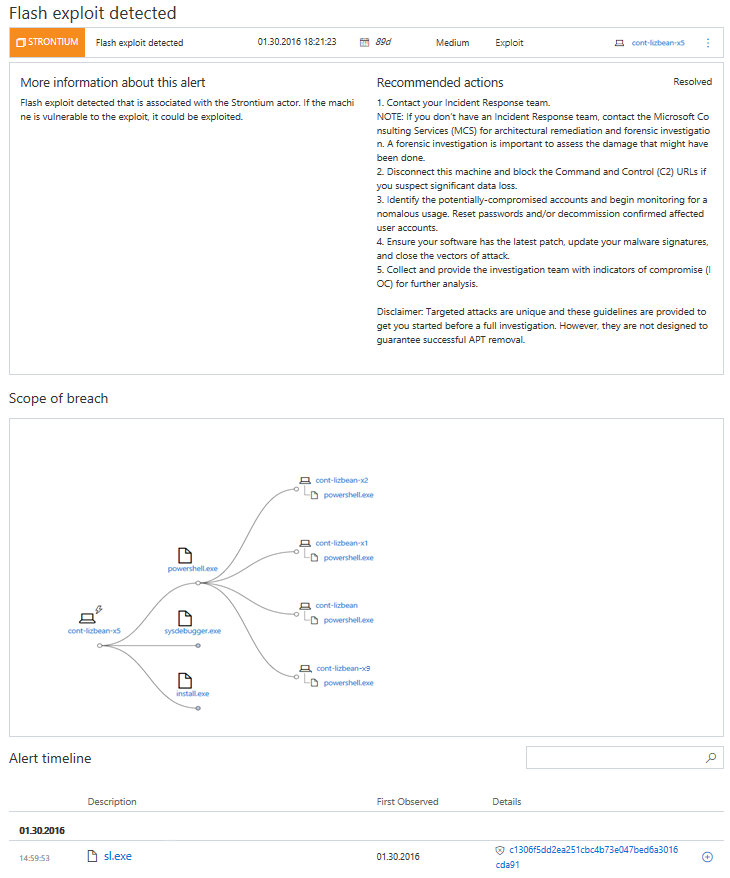 Flash exploit detected
STRONTIUM Flash exploit detected 01.30.2016 18:21:23 89d Medium Exploit cont-lizbean-x5
More information about this alert
Flash exploit detected that is associated with the Strontium actor. If the machi
ne is vulnerable to the exploit, it could be exploited.
Recommended actions Resolved
1. Contact your Incident Response team.
NOTE: If you don't have an Incident Response team, contact the Microsoft Co
nsulting Services (MCS) for architectural remediation and forensic investigatio
n. A forensic investigation is important to assess the damage that might have
been done.
2. Disconnect this machine and block the Command and Control (C2) URLs if
you suspect significant data loss.
3. Identify the potentially-compromised accounts and begin monitoring for a
nomalous usage. Reset passwords and/or decommission confirmed affected
user accounts.
4. Ensure your software has the latest patch, update your malware signatures,
and close the vectors of attack.
5. Collect and provide the investigation team with indicators of compromise (I
OC) for further analysis.
Disclaimer: Targeted attacks are unique and these guidelines are provided to
get you started before a full investigation. However, they are not designed to
guarantee successful APT removal.
Scope of breach
cont-lizbean-x2
powershell.exe
cont-lizbean-x1
powershell.exe
powershell.exe
cont-lizbean
powershell.exe
cont-lizbean-x5
sysdebugger.exe
cont-lizbean-x9
powershell.exe
install.exe
Alert timeline
Description First Observed Details
01.30.2016
14:59:53 sl.exe 01.30.2016 c1306f5dd2ea251cbc4b73e047bed6a3016
cda91